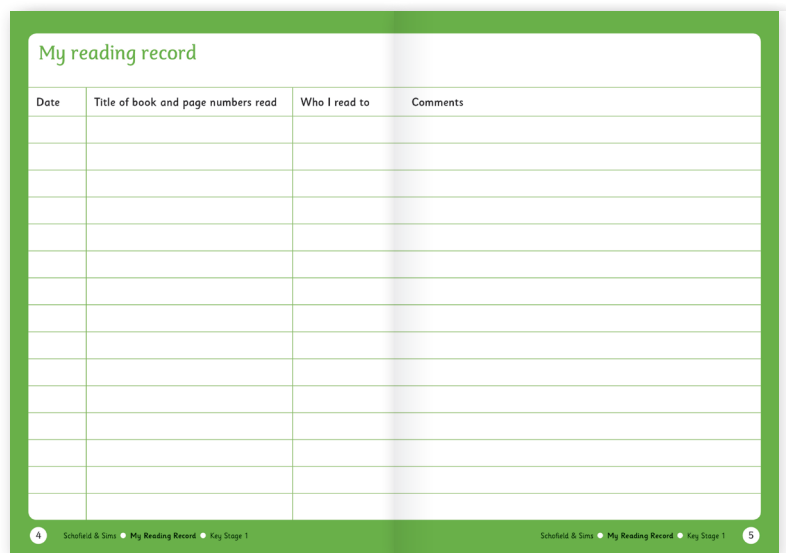 My reading record
Date Title of book and page numbers read Who I read to Comments
4 Schofield & Sims ● My Reading Record ● Key Stage 1
Schofield & Sims ● My Reading Record ● Key Stage 1 5